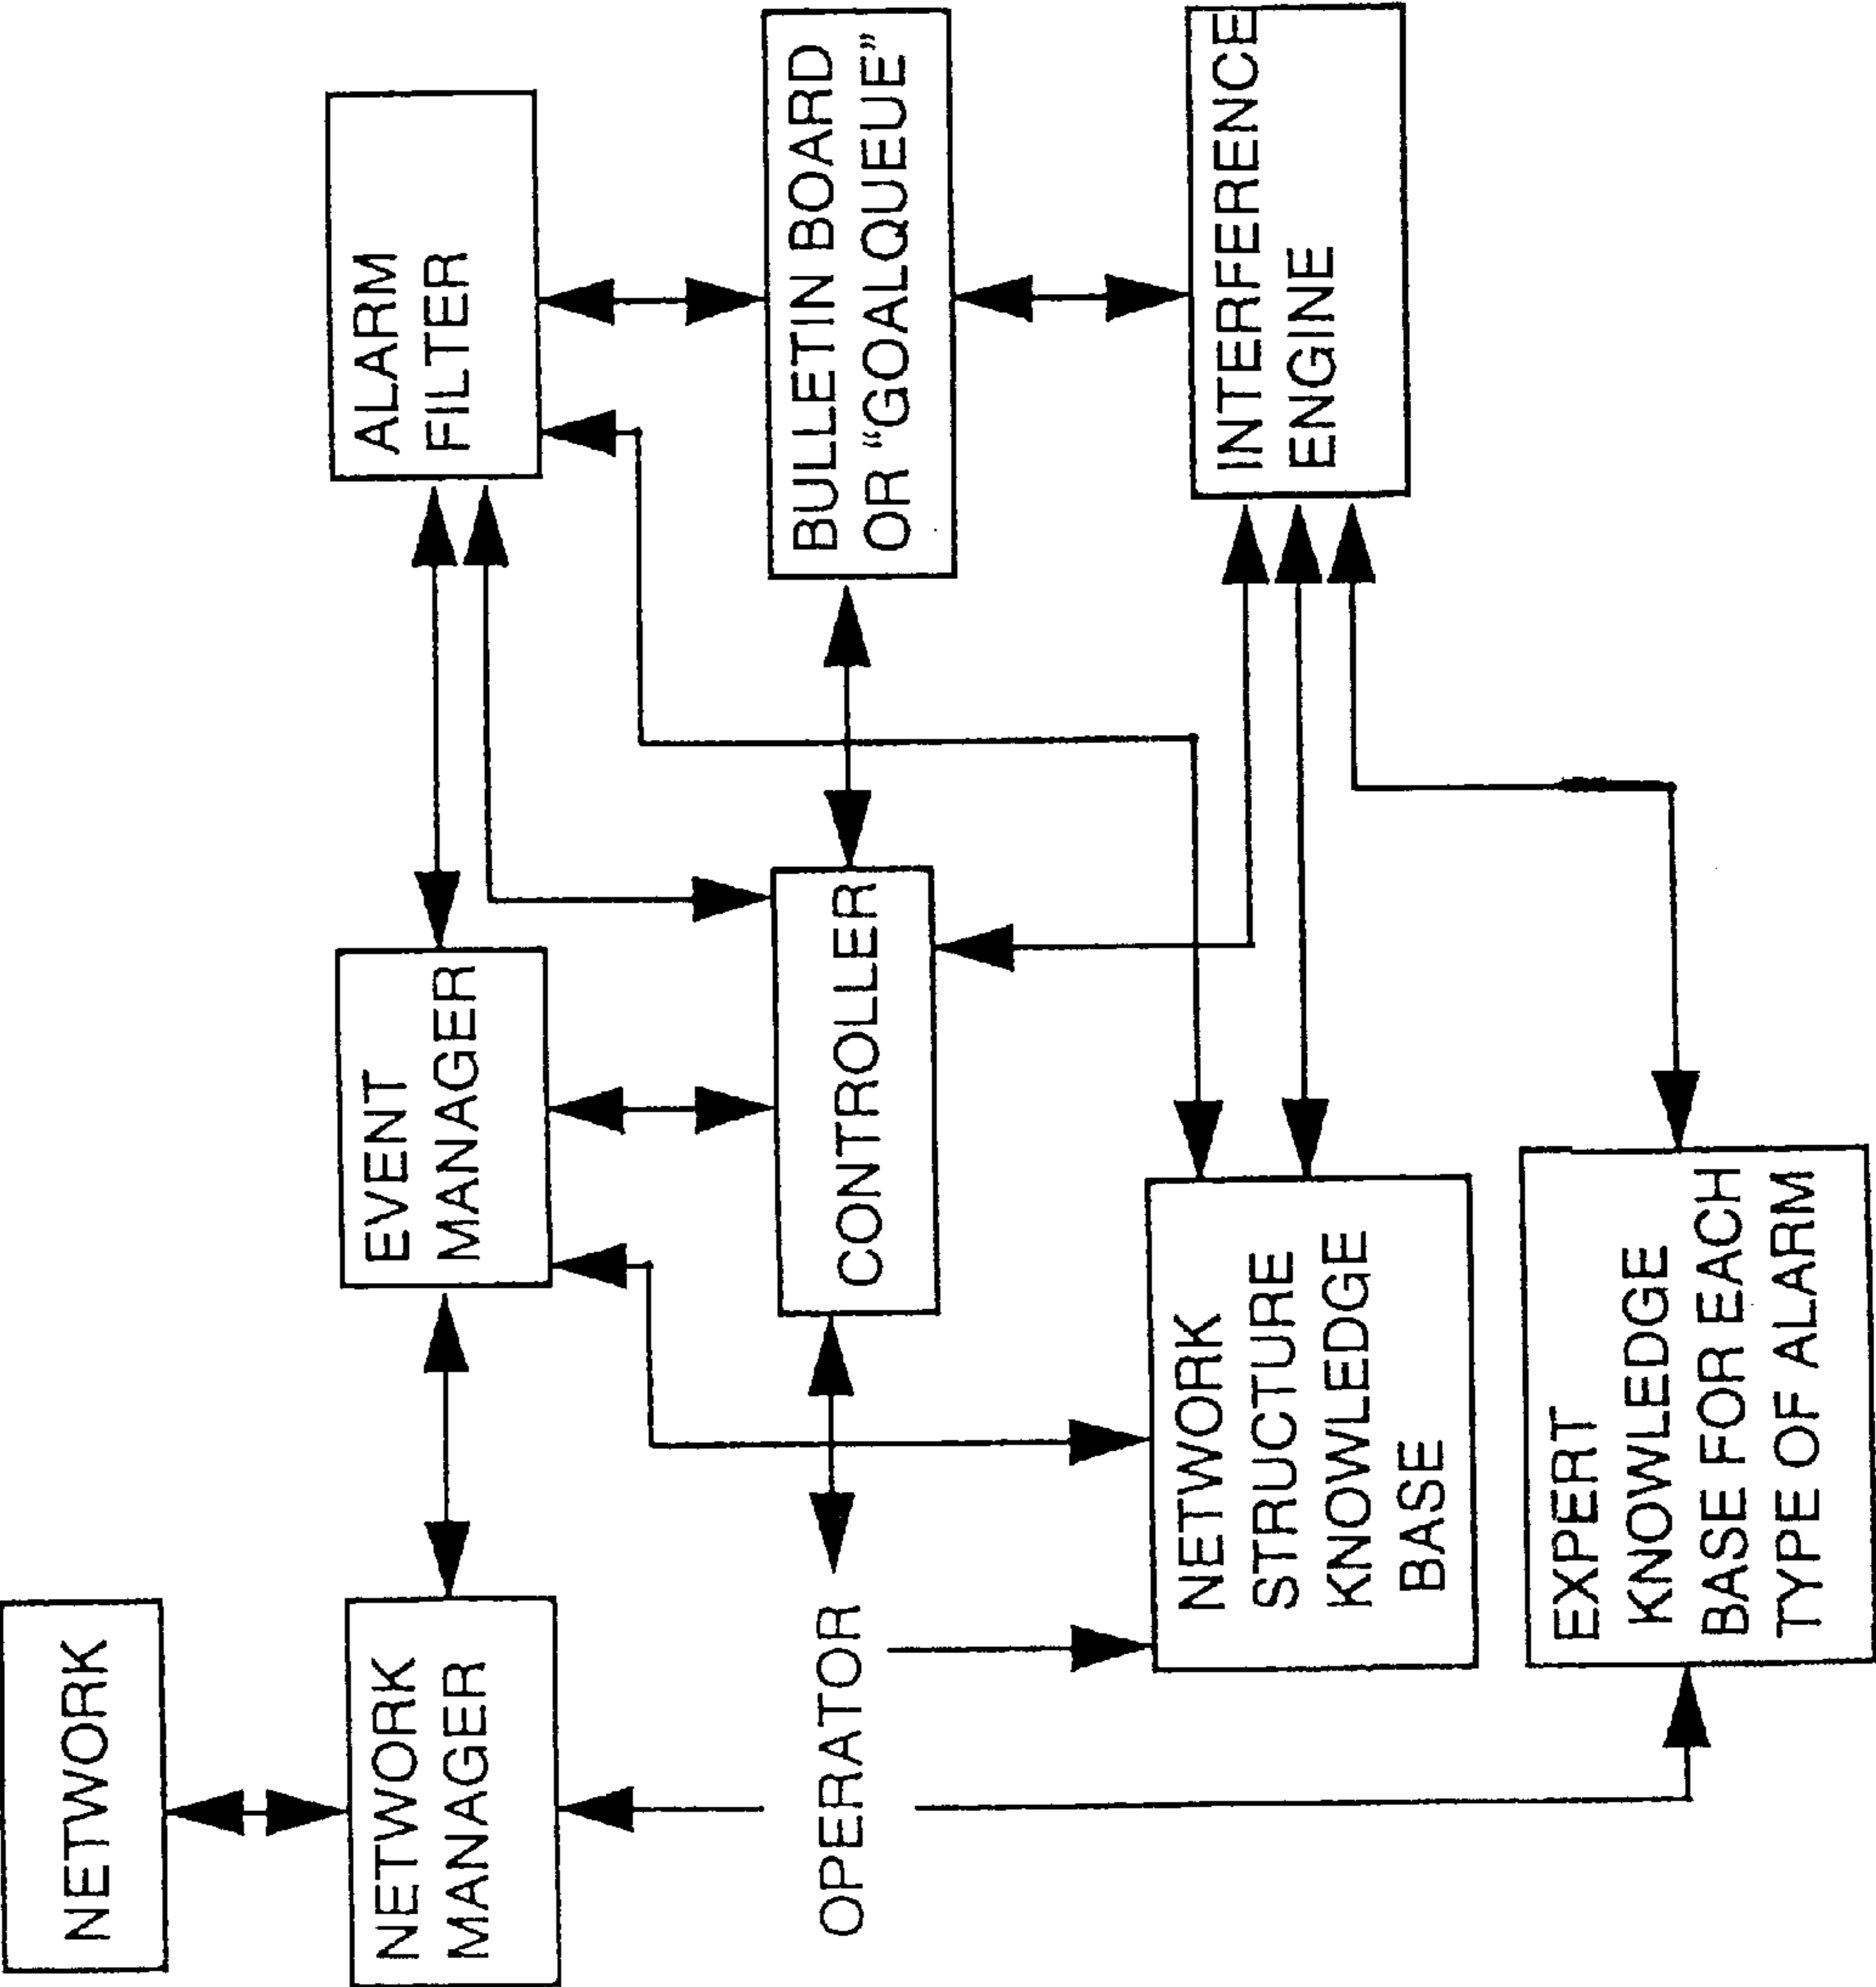 NETWORK
NETWORK
MANAGER
EVENT
MANAGER
ALARM
FILTER
OPERATOR
CONTROLLER
BULLETIN BOARD
OR "GOALQUEUE"
NETWORK
STRUCTURE
KNOWLEDGE
BASE
INTERFERENCE
ENGINE
EXPERT
KNOWLEDGE
BASE FOR EACH
TYPE OF ALARM